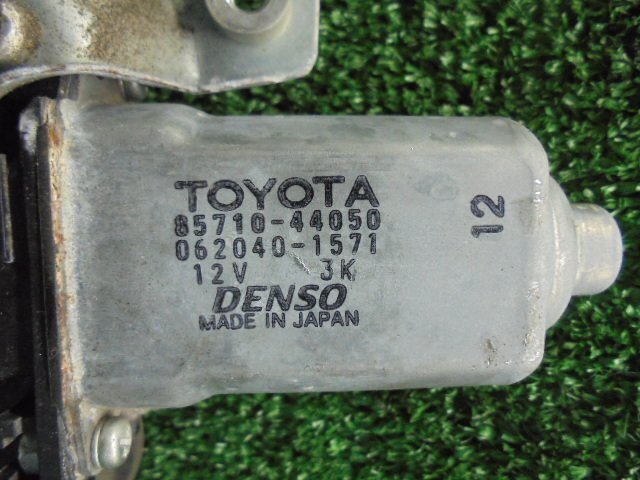 TOYOTA
85710-44050
062040-1571
12V 3K
DENSO
MADE IN JAPAN
12